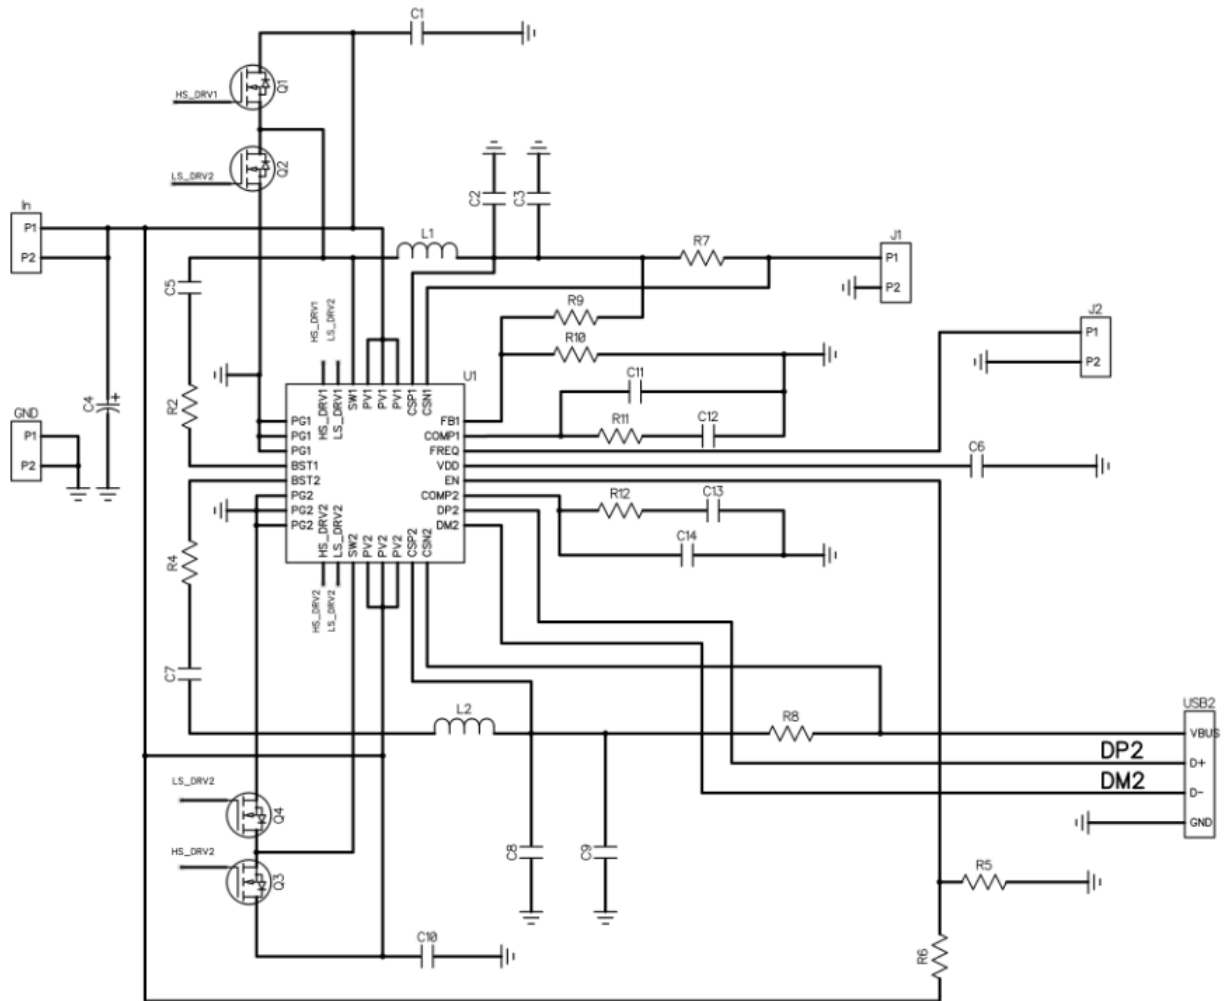 C1
Q1
HS_DRV1
Q2
LS_DRV2
C2
C3
In
P1
P2
L1
R7
J1
P1
P2
C5
HS_DRV1
LS_DRV2
R9
R10
J2
P1
P2
U1
C11
R2
C4
R11
C12
GND
P1
P2
HS_DRV1
LS_DRV1
SW1
PV1
PV1
PV1
CSP1
CSN1
PG1
PG1
PG1
BST1
BST2
PG2
PG2
PG2
FB1
COMP1
FREQ
VDD
EN
COMP2
DP2
DM2
HS_DRV2
LS_DRV2
SW2
PV2
PV2
PV2
CSP2
CSN2
C6
R12
C13
C14
R4
HS_DRV2
LS_DRV2
C7
L2
R8
USB2
VBUS
D+
D-
GND
DP2
DM2
LS_DRV2
Q4
HS_DRV2
Q3
C8
C9
R5
C10
R6